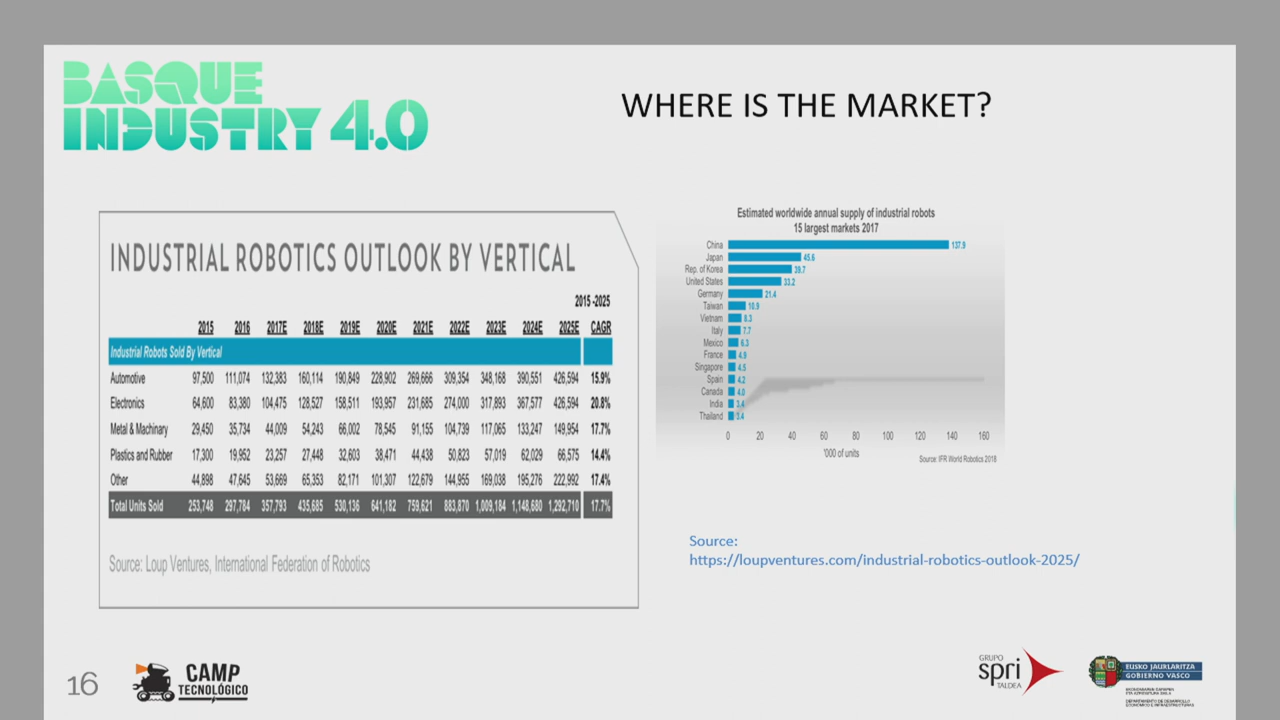 BASQUE
INDUSTRY 4.0
WHERE IS THE MARKET?
INDUSTRIAL ROBOTICS OUTLOOK BY VERTICAL
2015 -2025
2015 2016 2017E 2018E 2019E 2020E 2021E 2022E 2023E 2024E 2025E CAGR
Industrial Robots Sold By Vertical
Automotive 97,500 111,074 132,383 160,114 190,849 228,902 269,666 309,354 348,168 390,551 426,594 15.9%
Electronics 64,600 83,380 104,475 128,527 158,511 193,957 231,685 274,000 317,893 367,577 426,594 20.8%
Metal & Machinary 29,450 35,734 44,009 54,243 66,002 78,545 91,155 104,739 117,065 133,247 149,954 17.7%
Plastics and Rubber 17,300 19,952 23,257 27,448 32,603 38,471 44,438 50,823 57,019 62,029 66,575 14.4%
Other 44,898 47,645 53,669 65,353 82,171 101,307 122,679 144,955 169,038 195,276 222,992 17.4%
Total Units Sold 253,748 297,784 357,793 435,685 530,136 641,182 759,621 883,870 1,009,184 1,148,680 1,292,710 17.7%
Source: Loup Ventures, International Federation of Robotics
Estimated worldwide annual supply of industrial robots
15 largest markets 2017
China 137.9
Japan 45.6
Rep. of Korea 39.7
United States 33.2
Germany 21.4
Taiwan 10.9
Vietnam 8.3
Italy 7.7
Mexico 6.3
France 4.9
Singapore 4.5
Spain 4.2
Canada 4.0
India 3.4
Thailand 3.4
0 20 40 60 80 100 120 140 160
'000 of units
Source: IFR World Robotics 2018
Source:
https://loupventures.com/industrial-robotics-outlook-2025/
16
CAMP
TECNOLÓGICO
GRUPO
spri
TALDEA
EUSKO JAURLARITZA
GOBIERNO VASCO
EKONOMIAREN GARAPEN
ETA AZPIEGITURA SAILA
DEPARTAMENTO DE DESARROLLO
ECONÓMICO E INFRAESTRUCTURAS